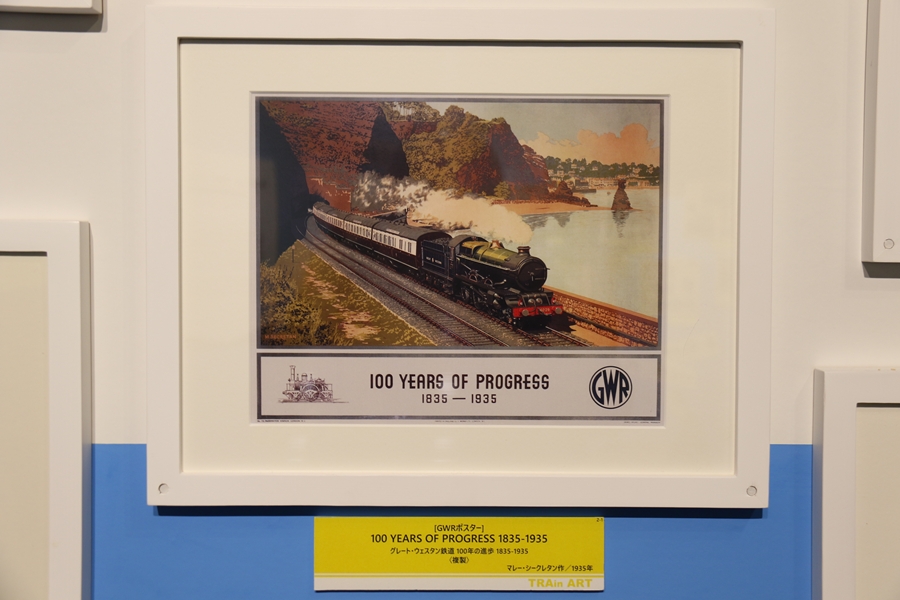 100 YEARS OF PROGRESS
1835 — 1935
GWR
[GWRポスター]
100 YEARS OF PROGRESS 1835-1935
グレート・ウェスタン鉄道 100年の進歩 1835-1935
〈複製〉
マレー・シークレタン作／1935年
TRAin ART